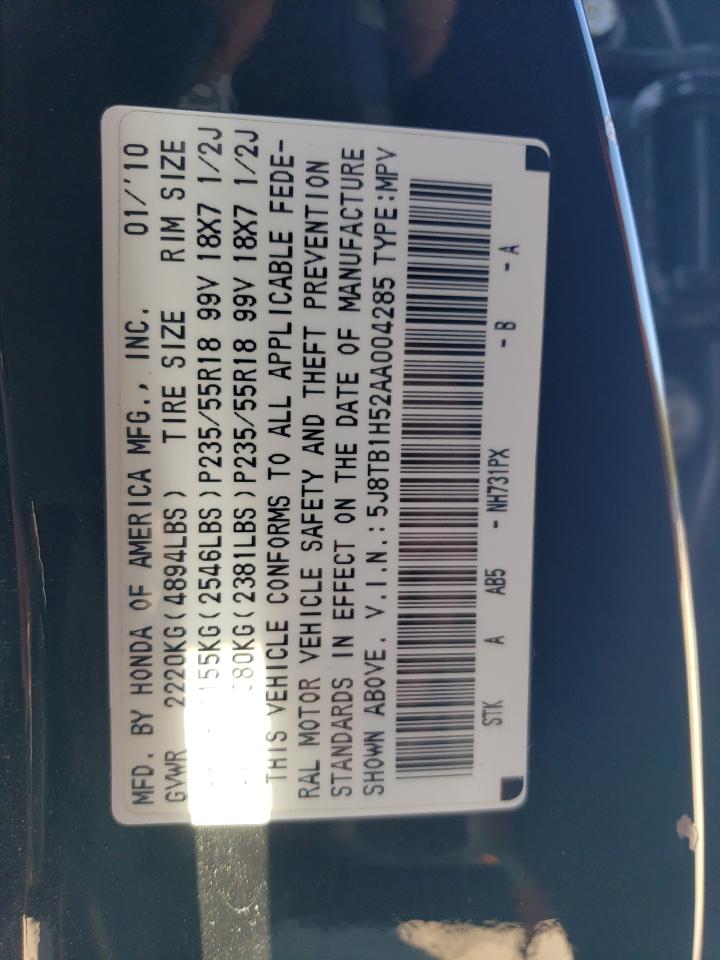 MFD. BY HONDA OF AMERICA MFG., INC. 01/'10
GVWR 2220KG(4894LBS) TIRE SIZE RIM SIZE
155KG(2546LBS)P235/55R18 99V 18X7 1/2J
080KG(2381LBS)P235/55R18 99V 18X7 1/2J
THIS VEHICLE CONFORMS TO ALL APPLICABLE FEDE-
RAL MOTOR VEHICLE SAFETY AND THEFT PREVENTION
STANDARDS IN EFFECT ON THE DATE OF MANUFACTURE
SHOWN ABOVE. V.I.N.:5J8TB1H52AA004285 TYPE:MPV
STK A AB5 - NH731PX - B - A